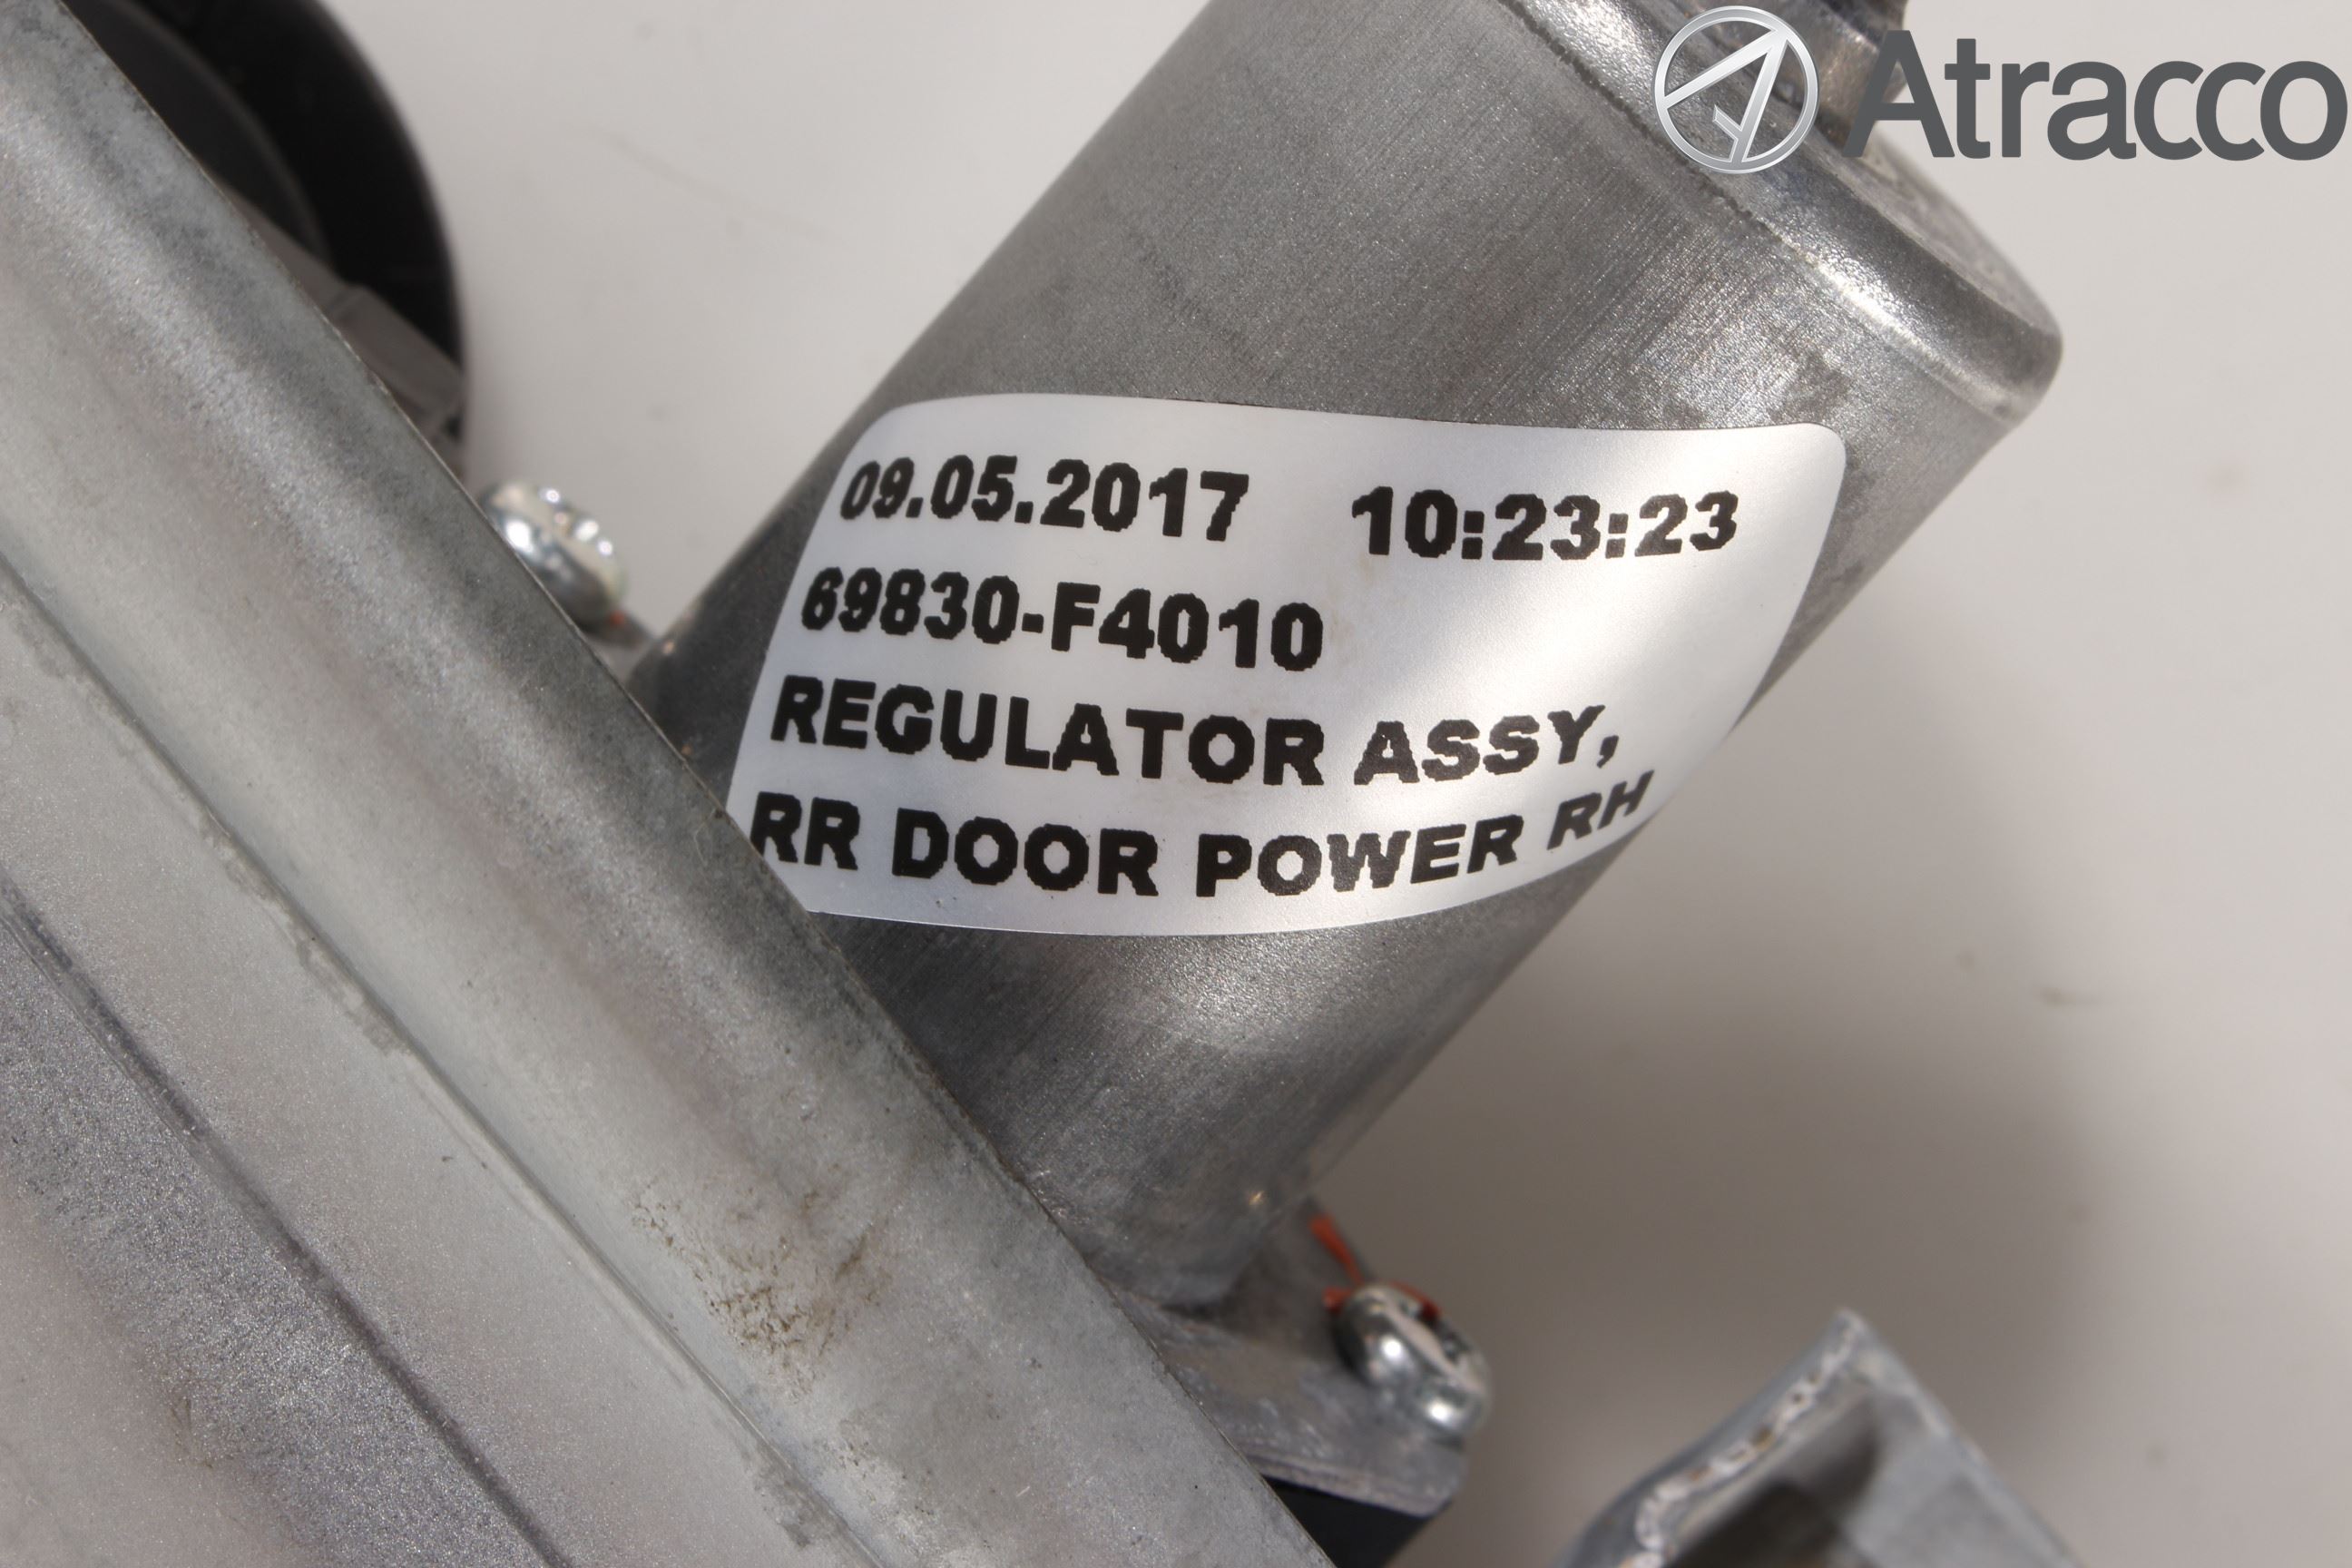 Atracco
09.05.2017 10:23:23
69830-F4010
REGULATOR ASSY,
RR DOOR POWER RH